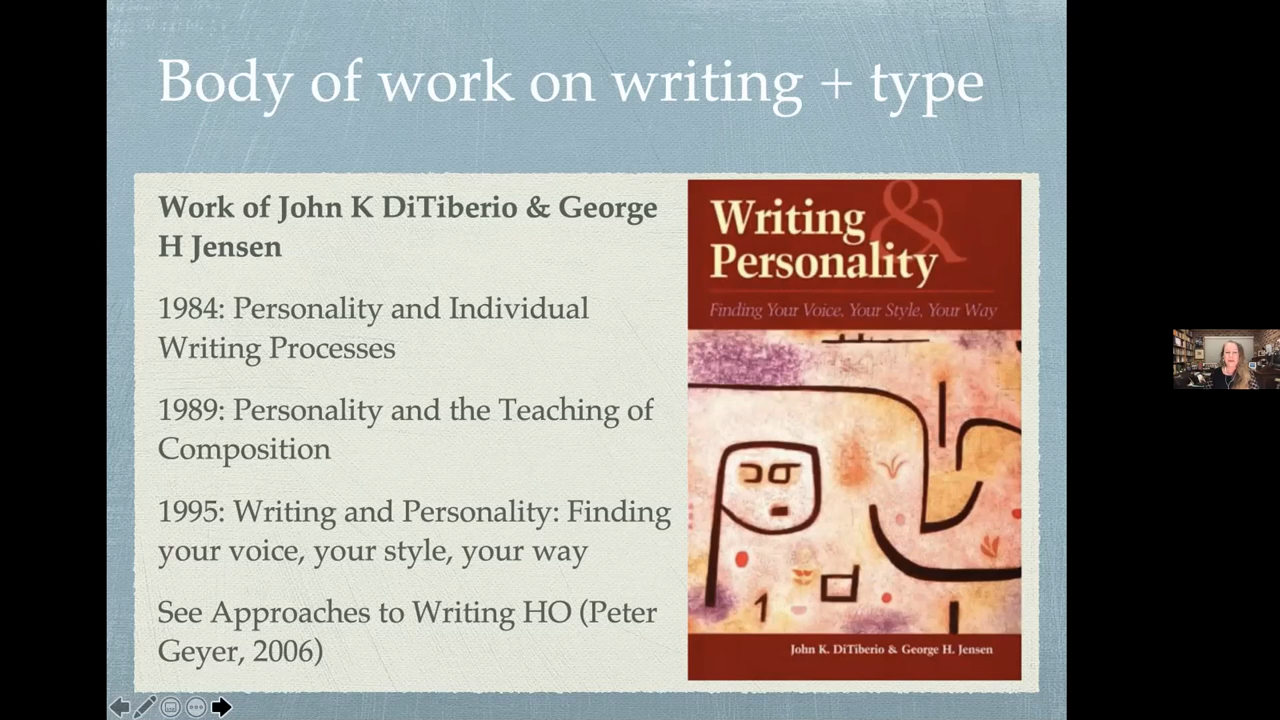 Body of work on writing + type
Work of John K DiTiberio & George
H Jensen
1984: Personality and Individual
Writing Processes
1989: Personality and the Teaching of
Composition
1995: Writing and Personality: Finding
your voice, your style, your way
See Approaches to Writing HO (Peter
Geyer, 2006)
Writing &
Personality
Finding Your Voice, Your Style, Your Way
John K. DiTiberio & George H. Jensen